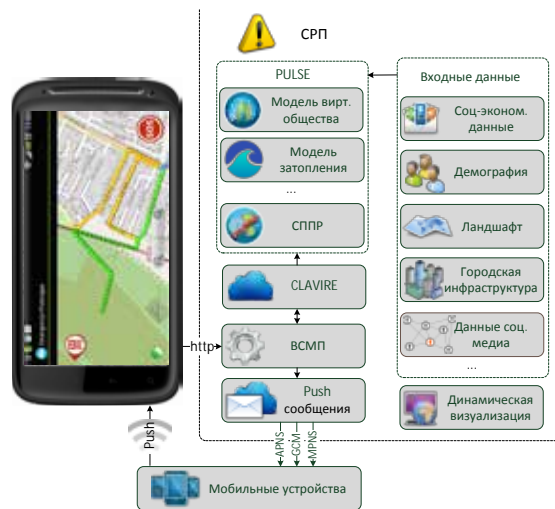 СРП
PULSE
Модель вирт.
общества
Модель
затопления
...
СППР
CLAVIRE
ВСМП
Push
сообщения
Входные данные
Соц-эконом.
данные
Демография
Ландшафт
Городская
инфраструктура
Данные соц.
медиа
...
Динамическая
визуализация
SOS
http
Push
APNS
GCM
MPNS
Мобильные устройства